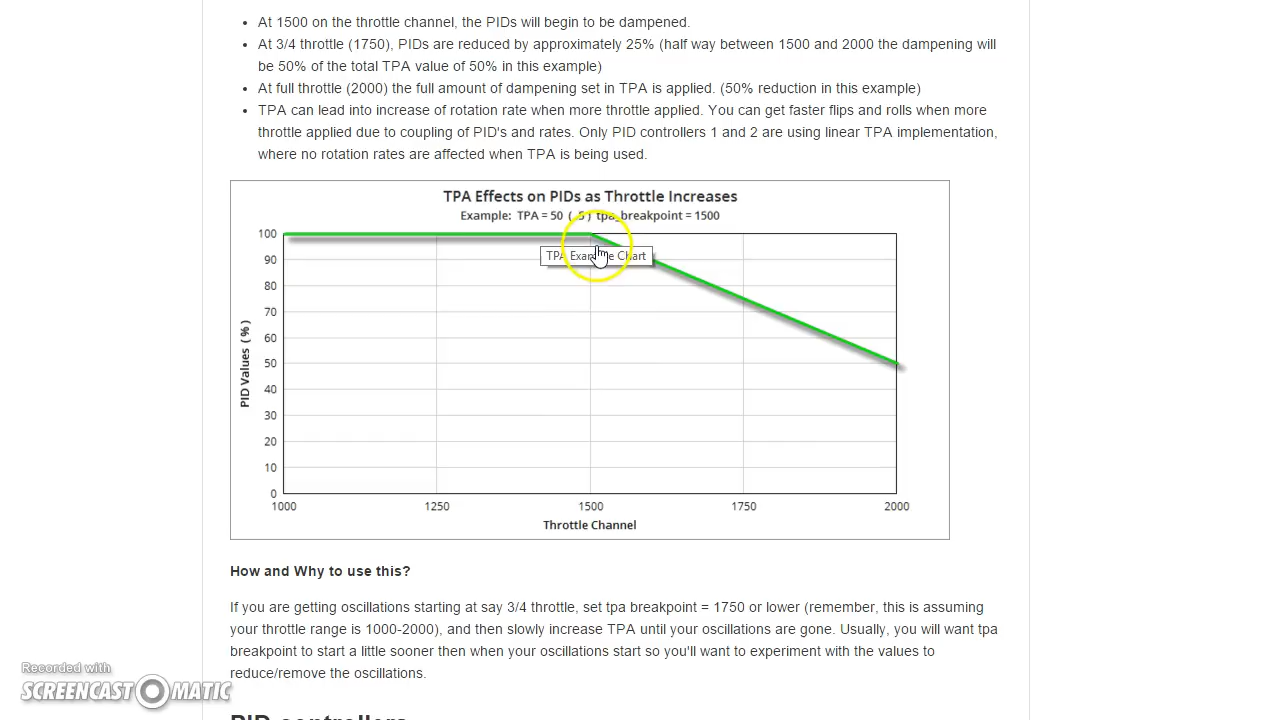 At 1500 on the throttle channel, the PIDs will begin to be dampened.
At 3/4 throttle (1750), PIDs are reduced by approximately 25% (half way between 1500 and 2000 the dampening will
be 50% of the total TPA value of 50% in this example)
At full throttle (2000) the full amount of dampening set in TPA is applied. (50% reduction in this example)
TPA can lead into increase of rotation rate when more throttle applied. You can get faster flips and rolls when more
throttle applied due to coupling of PID's and rates. Only PID controllers 1 and 2 are using linear TPA implementation,
where no rotation rates are affected when TPA is being used.
TPA Effects on PIDs as Throttle Increases
Example: TPA = 50 ( .5 ) tpa_breakpoint = 1500
100
90
80
70
60
50
40
30
20
10
0
PID Values ( % )
TPA Example Chart
1000 1250 1500 1750 2000
Throttle Channel
How and Why to use this?
If you are getting oscillations starting at say 3/4 throttle, set tpa breakpoint = 1750 or lower (remember, this is assuming
your throttle range is 1000-2000), and then slowly increase TPA until your oscillations are gone. Usually, you will want tpa
breakpoint to start a little sooner then when your oscillations start so you'll want to experiment with the values to
reduce/remove the oscillations.
Recorded with
SCREENCAST MATIC
PID controllers